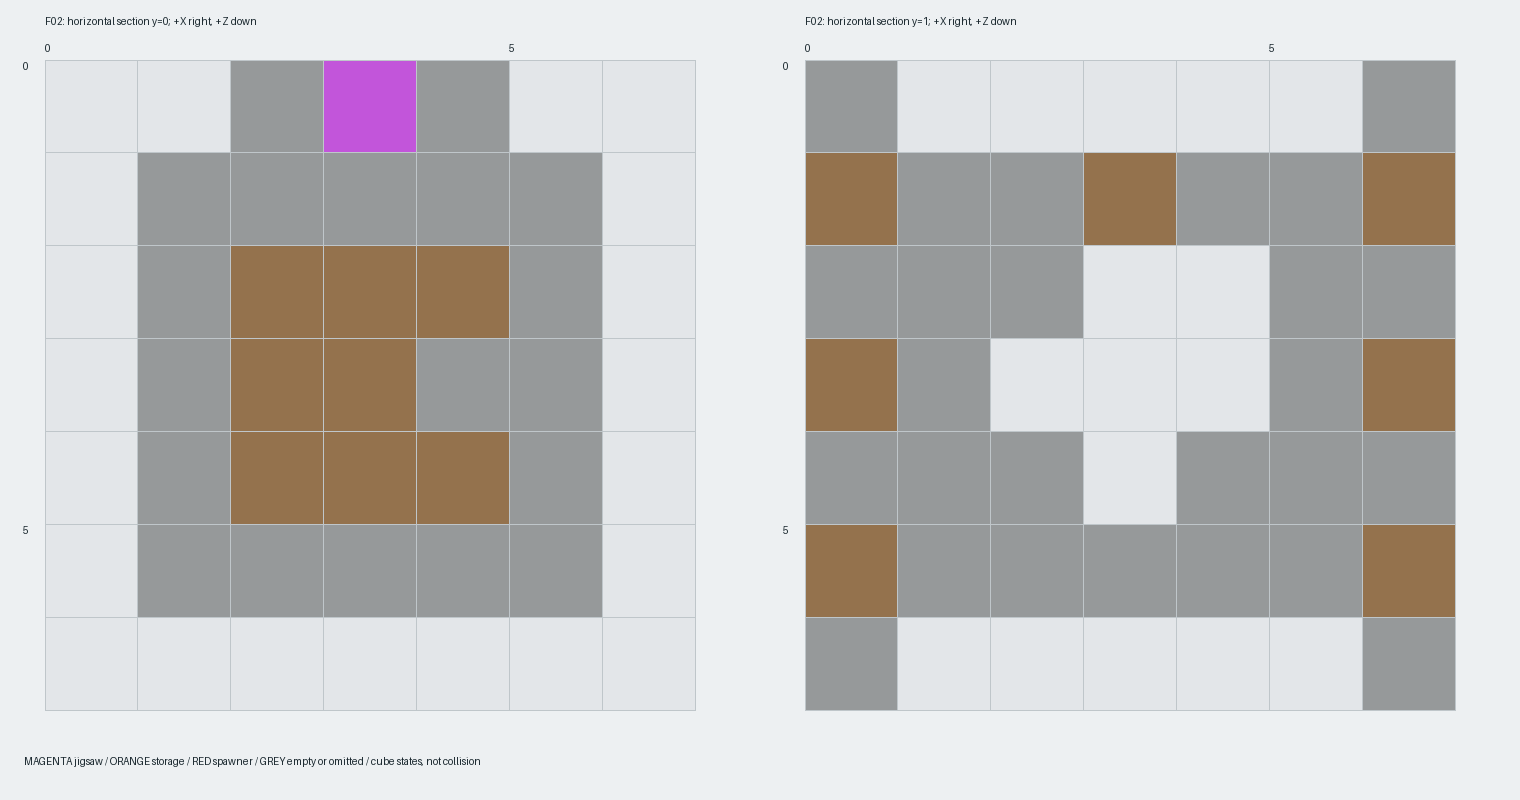 F02: horizontal section y=0; +X right, +Z down
F02: horizontal section y=1; +X right, +Z down
0 5
0 5
0
0
5
5
MAGENTA jigsaw / ORANGE storage / RED spawner / GREY empty or omitted / cube states, not collision